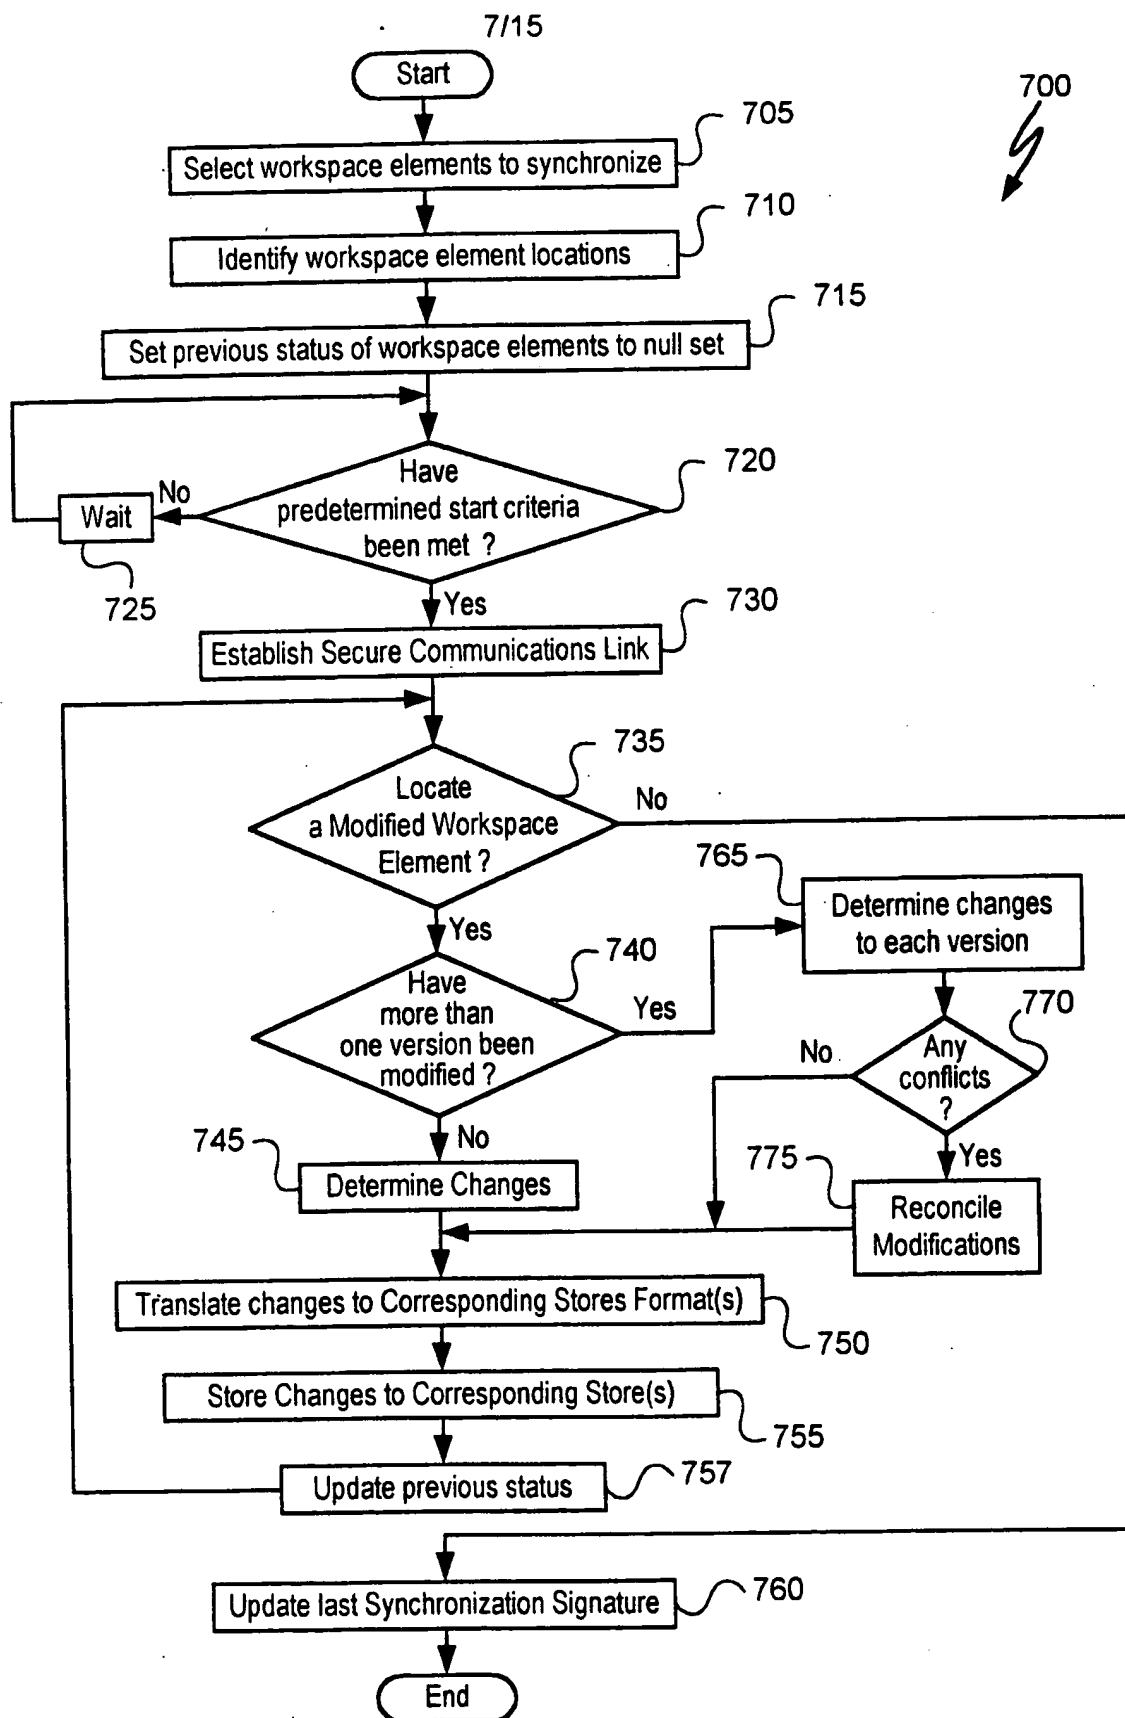 7/15
Start
700
705
Select workspace elements to synchronize
710
Identify workspace element locations
715
Set previous status of workspace elements to null set
720
Have
predetermined start criteria
been met ?
No
Wait
725
Yes
730
Establish Secure Communications Link
735
Locate
a Modified Workspace
Element ?
No
Yes
765
Determine changes
to each version
740
Have
more than
one version been
modified ?
Yes
770
Any
conflicts
?
No
Yes
No
745
Determine Changes
775
Reconcile
Modifications
Translate changes to Corresponding Stores Format(s)
750
Store Changes to Corresponding Store(s)
755
Update previous status
757
Update last Synchronization Signature
760
End